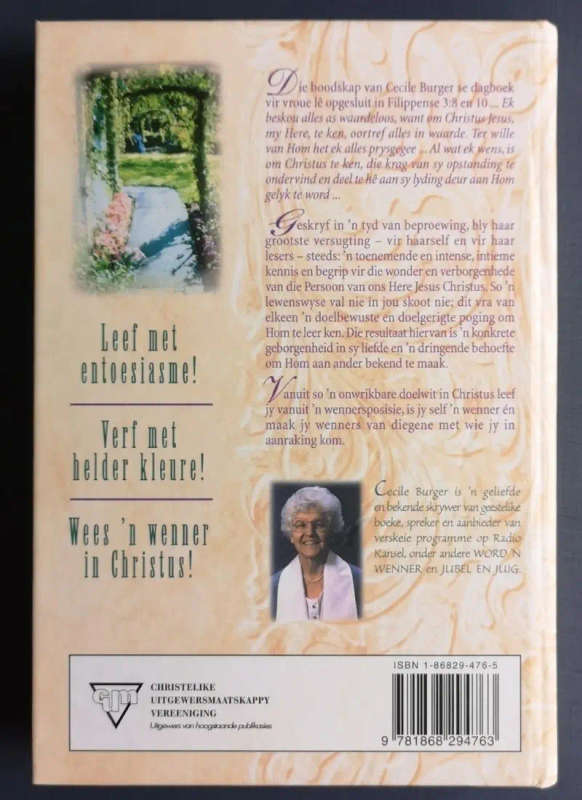 Die boodskap van Cecile Burger se dagboek
vir vroue lê opgesluit in Filippense 3:8 en 10 ... Ek
beskou alles as waardeloos, want om Christus Jesus,
my Here, te ken, oortref alles in waarde. Ter wille
van Hom het ek alles prysgegee ... Al wat ek wens, is
om Christus te ken, die krag van sy opstanding te
ondervind en deel te hê aan sy lyding deur aan Hom
gelyk te word ...
Geskryf in 'n tyd van beproewing, bly haar
grootste versugting – vir haarself en vir haar
lesers – steeds: 'n toenemende en intense, intieme
kennis en begrip vir die wonder en verborgenhede
van die Persoon van ons Here Jesus Christus. So 'n
lewenswyse val nie in jou skoot nie; dit vra van
elkeen 'n doelbewuste en doelgerigte poging om
Hom te leer ken. Die resultaat hiervan is 'n konkrete
geborgenheid in sy liefde en 'n dringende behoefte
om Hom aan ander bekend te maak.
Vanuit so 'n onwrikbare doelwit in Christus leef
jy vanuit 'n wennersposisie, is jy self 'n wenner én
maak jy wenners van diegene met wie jy in
aanraking kom.
Leef met
entoesiasme!
Verf met
helder kleure!
Wees 'n wenner
in Christus!
Cecile Burger is 'n geliefde
en bekende skrywer van geestelike
boeke, spreker en aanbieder van
verskeie programme op Radio
Kansel, onder andere WORD 'N
WENNER en JUBEL EN JUIG.
CUM
CHRISTELIKE
UITGEWERSMAATSKAPPY
VEREENIGING
Uitgewers van hoogstaande publikasies
ISBN 1-86829-476-5
9 781868 294763